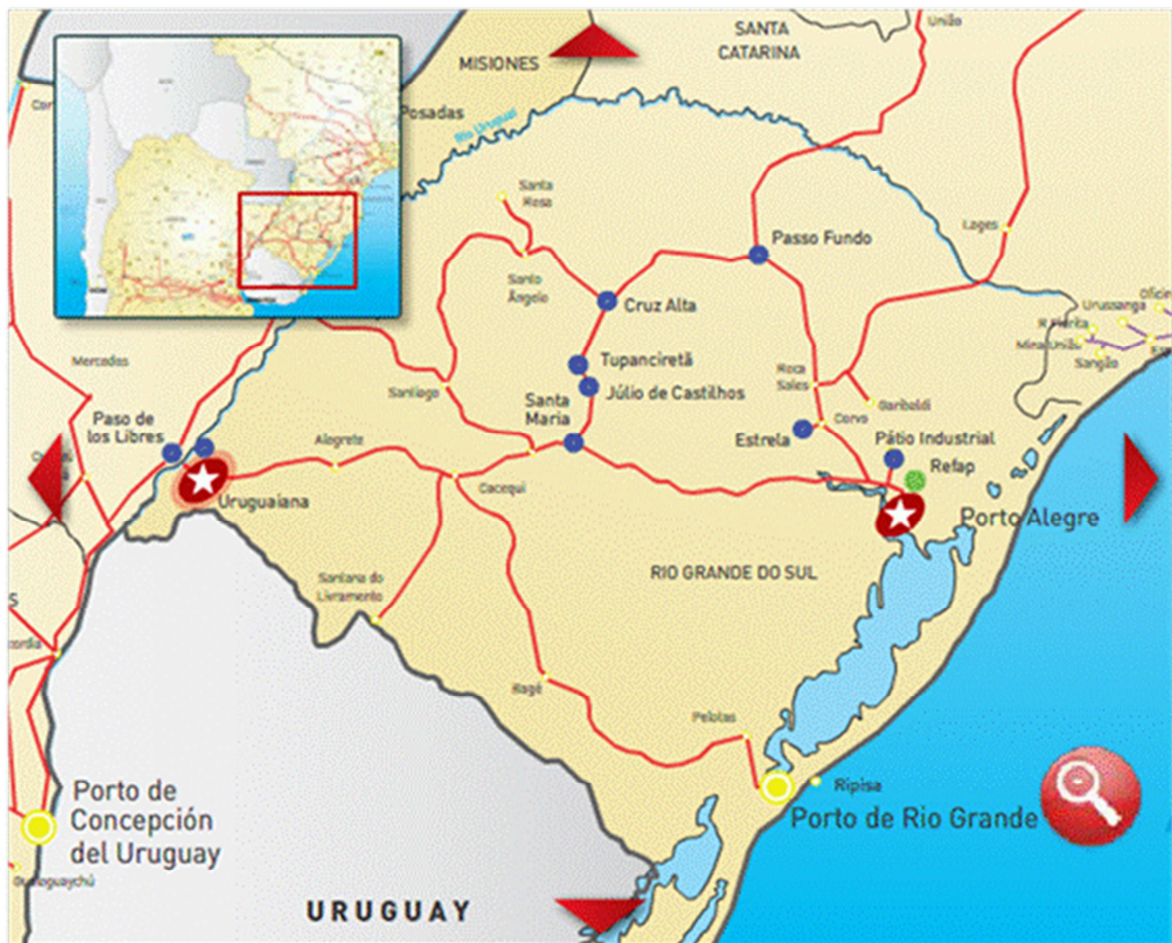 União
SANTA
CATARINA
MISIONES
Posadas
Rio Uruguai
Santa
Rosa
Lages
Passo Fundo
Santo
Ângelo
Cruz Alta
Urussanga
Mina União
Sangão
Mercedes
Tupanciretã
Roca
Sales
Santiago
Júlio de Castilhos
Santa
Maria
Garibaldi
Corvo
Paso de
los Libres
Alegrete
Estrela
Pátio Industrial
Refap
Cacequi
Uruguaiana
Porto Alegre
RIO GRANDE DO SUL
Santana do
Livramento
Bagé
Pelotas
Ripisa
Porto de Rio Grande
Porto de
Concepción
del Uruguay
URUGUAY